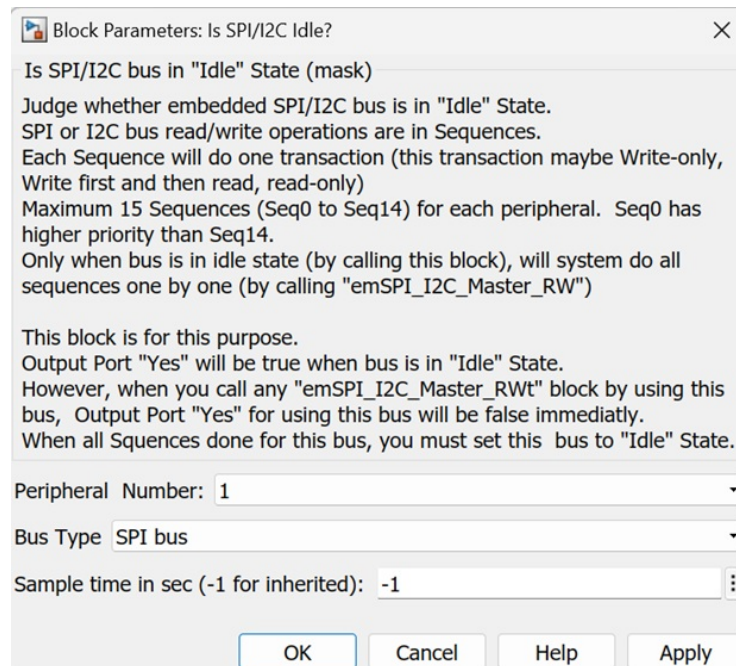 Block Parameters: Is SPI/I2C Idle?
Is SPI/I2C bus in "Idle" State (mask)
Judge whether embedded SPI/I2C bus is in "Idle" State.
SPI or I2C bus read/write operations are in Sequences.
Each Sequence will do one transaction (this transaction maybe Write-only,
Write first and then read, read-only)
Maximum 15 Sequences (Seq0 to Seq14) for each peripheral.  Seq0 has
higher priority than Seq14.
Only when bus is in idle state (by calling this block), will system do all
sequences one by one (by calling "emSPI_I2C_Master_RW")
This block is for this purpose.
Output Port "Yes" will be true when bus is in "Idle" State.
However, when you call any "emSPI_I2C_Master_RWt" block by using this
bus,  Output Port "Yes" for using this bus will be false immediatly.
When all Squences done for this bus, you must set this  bus to "Idle" State.
Peripheral  Number: 1
Bus Type SPI bus
Sample time in sec (-1 for inherited): -1
OK Cancel Help Apply